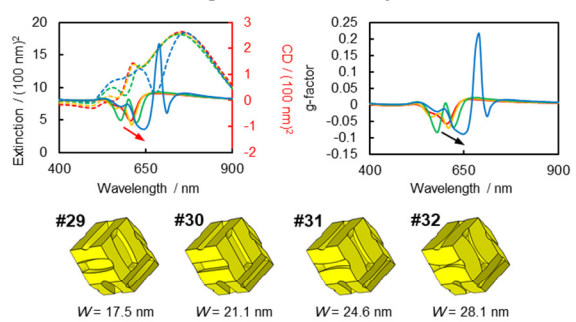 20
15
10
5
0
Extinction / (100 nm)²
3
2
1
0
-1
-2
CD / (100 nm)²
400 650 900
Wavelength / nm
0.25
0.2
0.15
0.1
0.05
0
-0.05
-0.1
-0.15
g-factor
400 650 900
Wavelength / nm
#29 #30 #31 #32
W = 17.5 nm W = 21.1 nm W = 24.6 nm W = 28.1 nm